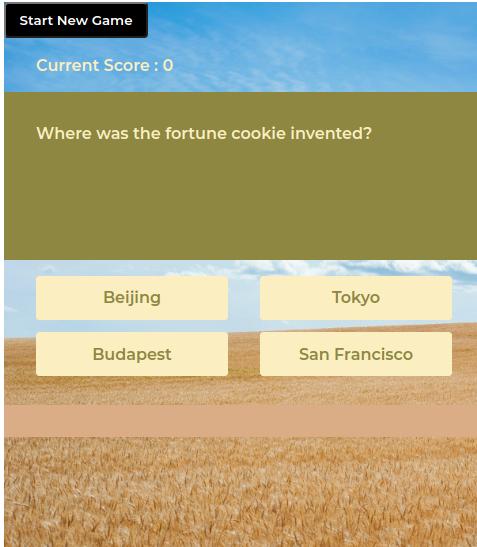 Start New Game
Current Score : 0
Where was the fortune cookie invented?
Beijing
Tokyo
Budapest
San Francisco